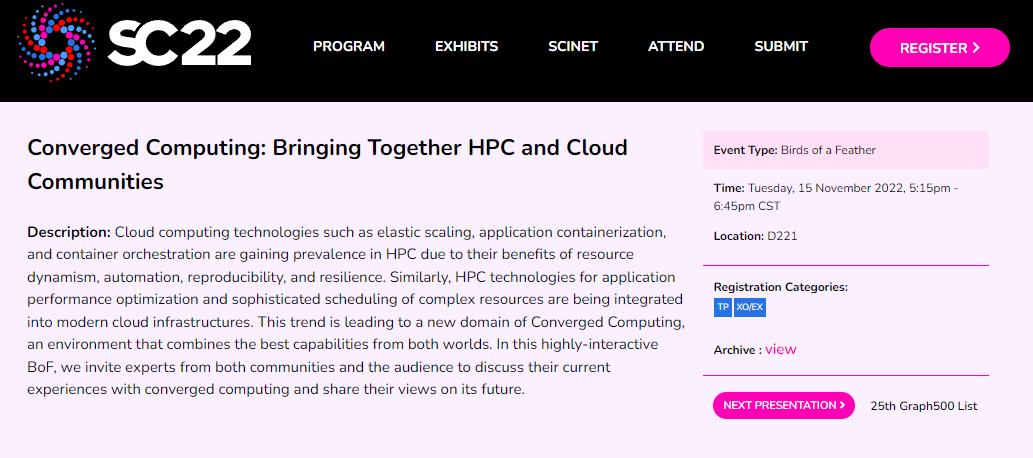 SC22
PROGRAM
EXHIBITS
SCINET
ATTEND
SUBMIT
REGISTER >
Converged Computing: Bringing Together HPC and Cloud
Communities
Description: Cloud computing technologies such as elastic scaling, application containerization,
and container orchestration are gaining prevalence in HPC due to their benefits of resource
dynamism, automation, reproducibility, and resilience. Similarly, HPC technologies for application
performance optimization and sophisticated scheduling of complex resources are being integrated
into modern cloud infrastructures. This trend is leading to a new domain of Converged Computing,
an environment that combines the best capabilities from both worlds. In this highly-interactive
BoF, we invite experts from both communities and the audience to discuss their current
experiences with converged computing and share their views on its future.
Event Type: Birds of a Feather
Time: Tuesday, 15 November 2022, 5:15pm -
6:45pm CST
Location: D221
Registration Categories:
TP XO/EX
Archive : view
NEXT PRESENTATION > 25th Graph500 List